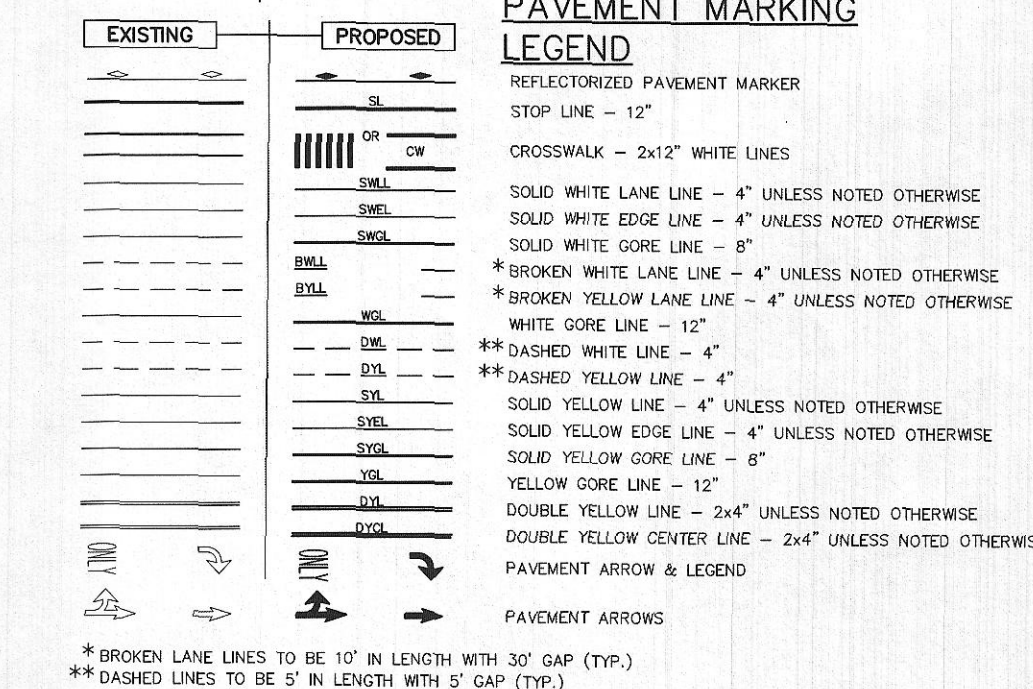 PAVEMENT MARKING
LEGEND
EXISTING
PROPOSED
REFLECTORIZED PAVEMENT MARKER
SL
STOP LINE – 12"
OR
CW
CROSSWALK – 2x12" WHITE LINES
SWLL
SOLID WHITE LANE LINE – 4" UNLESS NOTED OTHERWISE
SWEL
SOLID WHITE EDGE LINE – 4" UNLESS NOTED OTHERWISE
SWGL
SOLID WHITE GORE LINE – 8"
BWLL
* BROKEN WHITE LANE LINE – 4" UNLESS NOTED OTHERWISE
BYLL
* BROKEN YELLOW LANE LINE – 4" UNLESS NOTED OTHERWISE
WGL
WHITE GORE LINE – 12"
DWL
** DASHED WHITE LINE – 4"
DYL
** DASHED YELLOW LINE – 4"
SYL
SOLID YELLOW LINE – 4" UNLESS NOTED OTHERWISE
SYEL
SOLID YELLOW EDGE LINE – 4" UNLESS NOTED OTHERWISE
SYGL
SOLID YELLOW GORE LINE – 8"
YGL
YELLOW GORE LINE – 12"
DYL
DOUBLE YELLOW LINE – 2x4" UNLESS NOTED OTHERWISE
DYCL
DOUBLE YELLOW CENTER LINE – 2x4" UNLESS NOTED OTHERWIS
ONLY
ONLY
PAVEMENT ARROW & LEGEND
PAVEMENT ARROWS
* BROKEN LANE LINES TO BE 10' IN LENGTH WITH 30' GAP (TYP.)
** DASHED LINES TO BE 5' IN LENGTH WITH 5' GAP (TYP.)